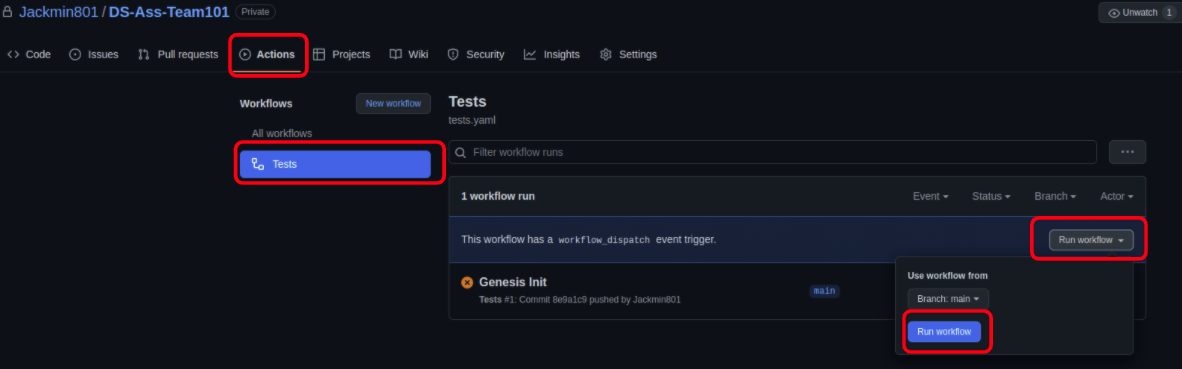 Jackmin801 / DS-Ass-Team101 Private
Unwatch 1
Code Issues Pull requests Actions Projects Wiki Security Insights Settings
Workflows New workflow
All workflows
Tests
Tests
tests.yaml
Filter workflow runs ...
1 workflow run Event Status Branch Actor
This workflow has a workflow_dispatch event trigger. Run workflow
Genesis Init
Tests #1: Commit 8e9a1c9 pushed by Jackmin801
main
Use workflow from
Branch: main
Run workflow